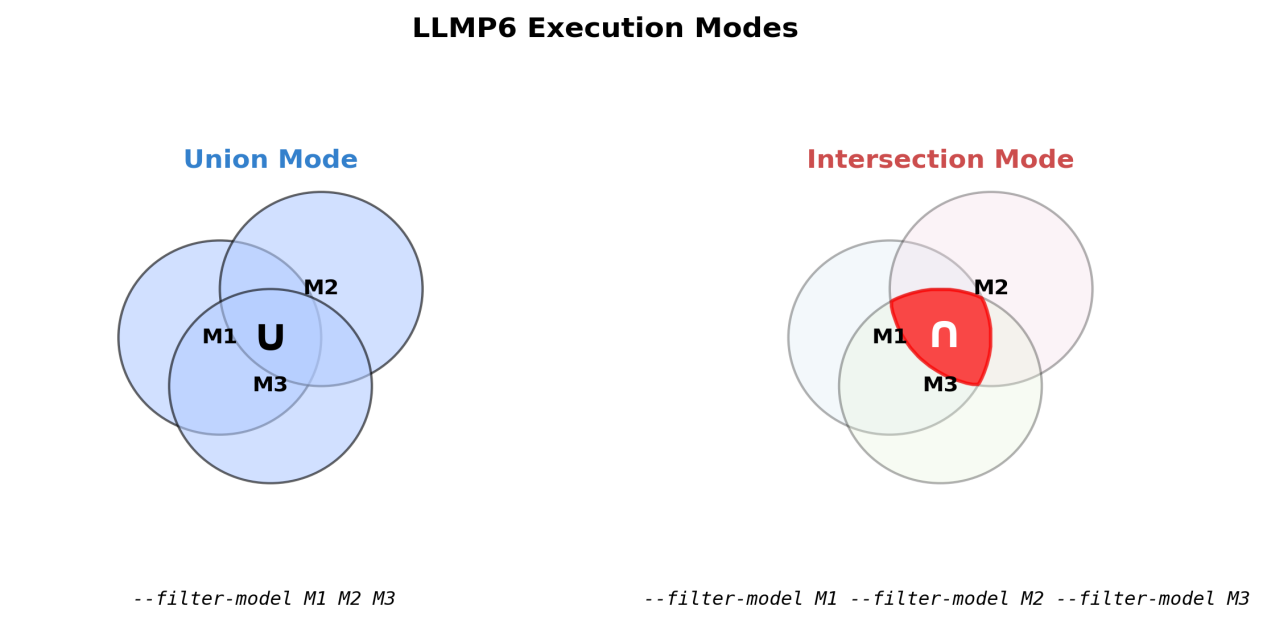 LLMP6 Execution Modes
Union Mode
M2
M1
∪
M3
--filter-model M1 M2 M3
Intersection Mode
M2
M1
∩
M3
--filter-model M1 --filter-model M2 --filter-model M3